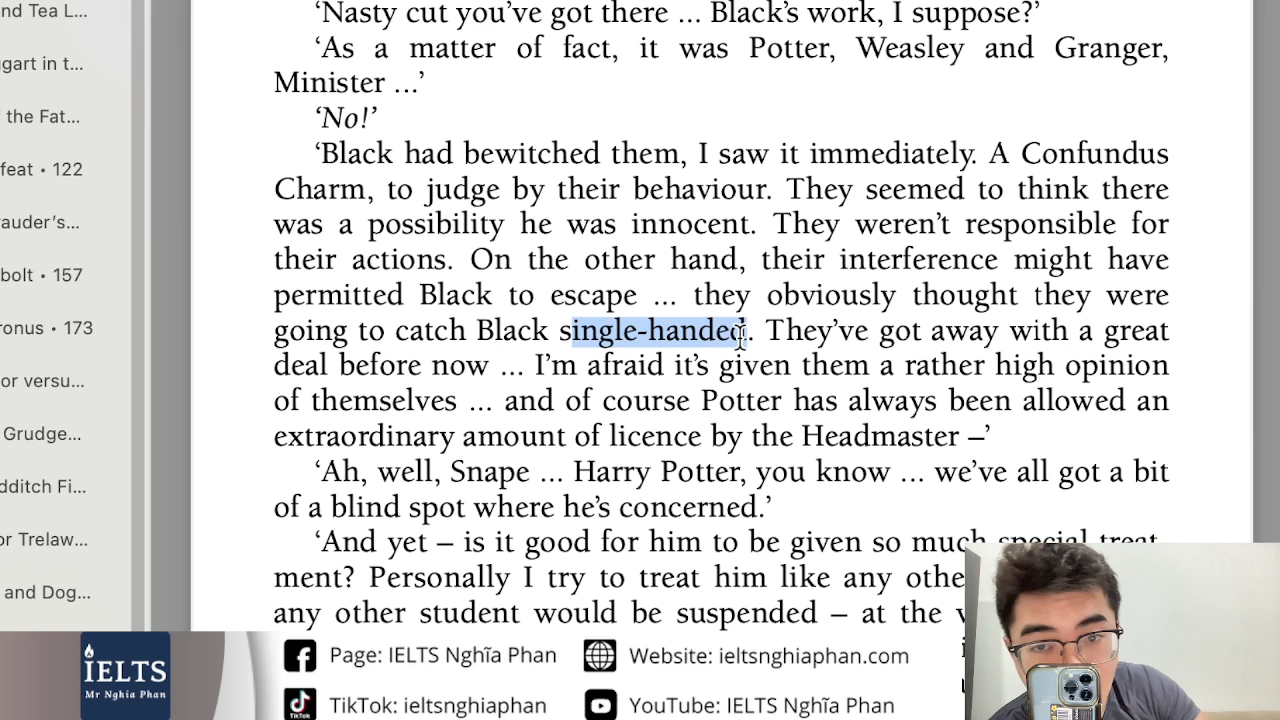 nd Tea L...
gart in t...
the Fat...
feat • 122
rauder's...
bolt • 157
ronus • 173
or versu...
Grudge...
dditch Fi...
or Trelaw...
and Dog...
‘Nasty cut you’ve got there ... Black’s work, I suppose?’
‘As a matter of fact, it was Potter, Weasley and Granger,
Minister ...’
‘No!’
‘Black had bewitched them, I saw it immediately. A Confundus
Charm, to judge by their behaviour. They seemed to think there
was a possibility he was innocent. They weren’t responsible for
their actions. On the other hand, their interference might have
permitted Black to escape ... they obviously thought they were
going to catch Black single-handed. They’ve got away with a great
deal before now ... I’m afraid it’s given them a rather high opinion
of themselves ... and of course Potter has always been allowed an
extraordinary amount of licence by the Headmaster –’
‘Ah, well, Snape ... Harry Potter, you know ... we’ve all got a bit
of a blind spot where he’s concerned.’
‘And yet – is it good for him to be given so much special treat-
ment? Personally I try to treat him like any othe
any other student would be suspended – at the v
IELTS
Mr Nghia Phan
Page: IELTS Nghĩa Phan
Website: ieltsnghiaphan.com
TikTok: ieltsnghiaphan
YouTube: IELTS Nghĩa Phan